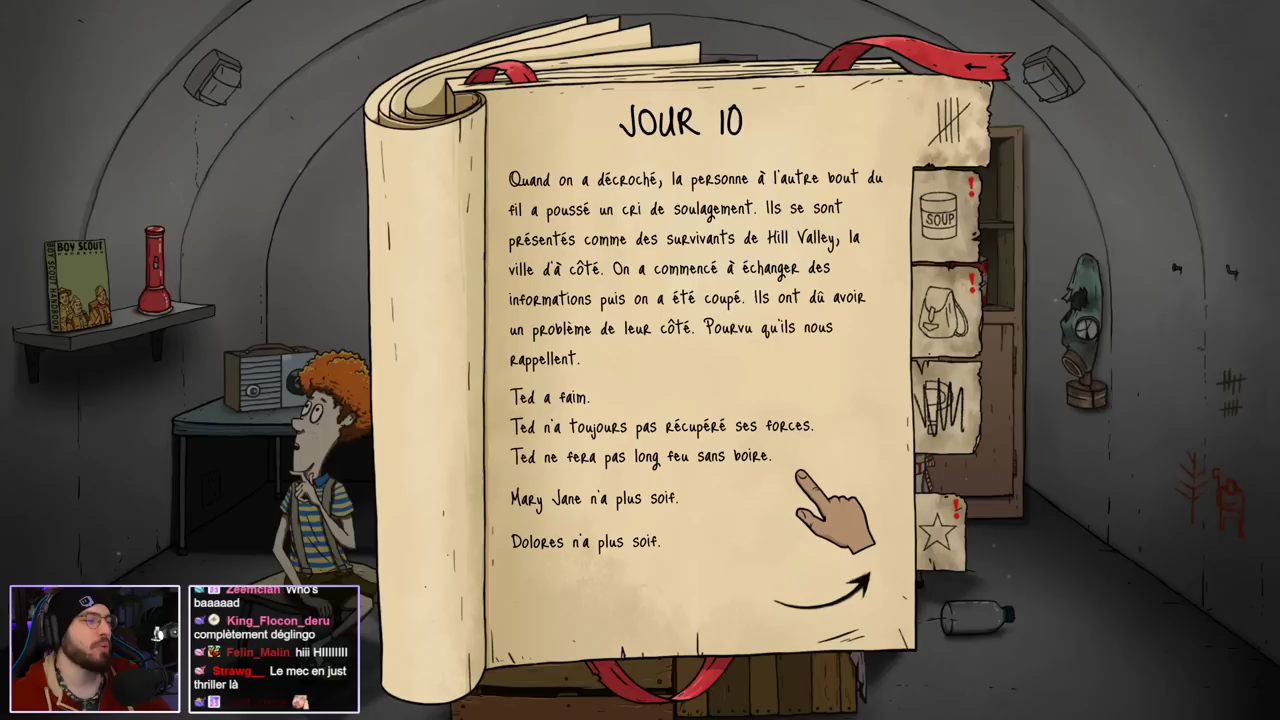 JOUR 10
Quand on a décroché, la personne à l'autre bout du
fil a poussé un cri de soulagement. Ils se sont
présentés comme des survivants de Hill Valley, la
ville d'à côté. On a commencé à échanger des
informations puis on a été coupé. Ils ont dû avoir
un problème de leur côté. Pourvu qu'ils nous
rappellent.
Ted a faim.
Ted n'a toujours pas récupéré ses forces.
Ted ne fera pas long feu sans boire.
Mary Jane n'a plus soif.
Dolores n'a plus soif.
SOUP
BOY SCOUT
BOY SCOUT HANDBOOK
Zeemclan Who's
baaaaad
King_Flocon_deru
complètement déglingo
Felin_Malin hiii HIIIIIIII
Strawg__ Le mec en just
thriller là